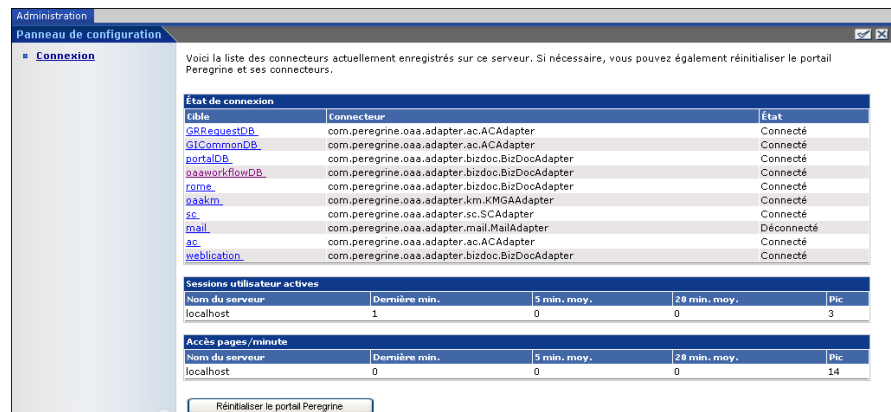 Administration
Panneau de configuration
Connexion
Voici la liste des connecteurs actuellement enregistrés sur ce serveur. Si nécessaire, vous pouvez également réinitialiser le portail
Peregrine et ses connecteurs.
État de connexion
Cible Connecteur État
GRRequestDB com.peregrine.oaa.adapter.ac.ACAdapter Connecté
GICommonDB com.peregrine.oaa.adapter.ac.ACAdapter Connecté
portalDB com.peregrine.oaa.adapter.bizdoc.BizDocAdapter Connecté
oaaworkflowDB com.peregrine.oaa.adapter.bizdoc.BizDocAdapter Connecté
rome com.peregrine.oaa.adapter.bizdoc.BizDocAdapter Connecté
oaakm com.peregrine.oaa.adapter.km.KMGAAdapter Connecté
sc com.peregrine.oaa.adapter.sc.SCAdapter Connecté
mail com.peregrine.oaa.adapter.mail.MailAdapter Déconnecté
ac com.peregrine.oaa.adapter.ac.ACAdapter Connecté
weblication com.peregrine.oaa.adapter.bizdoc.BizDocAdapter Connecté
Sessions utilisateur actives
Nom du serveur Dernière min. 5 min. moy. 20 min. moy. Pic
localhost 1 0 0 3
Accès pages/minute
Nom du serveur Dernière min. 5 min. moy. 20 min. moy. Pic
localhost 0 0 0 14
Réinitialiser le portail Peregrine